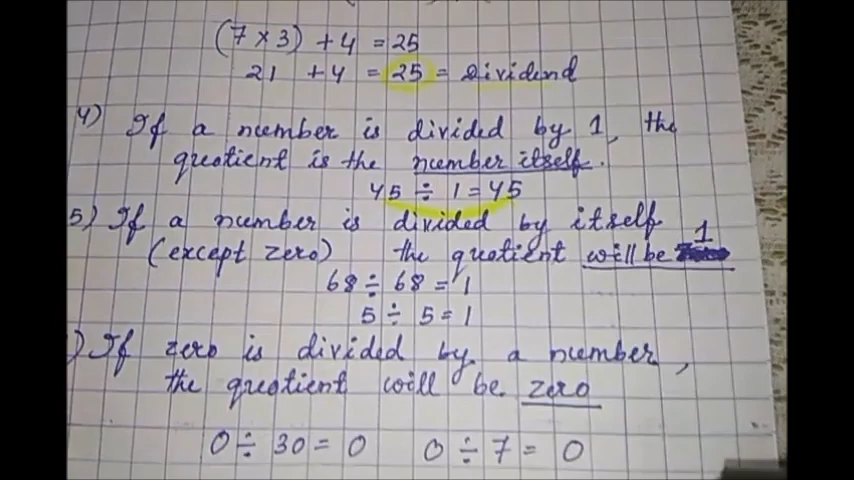 (7 × 3) + 4 = 25
21 + 4 = 25 = Dividend
4) If a number is divided by 1, the
quotient is the number itself.
45 ÷ 1 = 45
5) If a number is divided by itself
(except zero) the quotient will be 1
68 ÷ 68 = 1
5 ÷ 5 = 1
) If zero is divided by a number,
the quotient will be zero
0 ÷ 30 = 0 0 ÷ 7 = 0